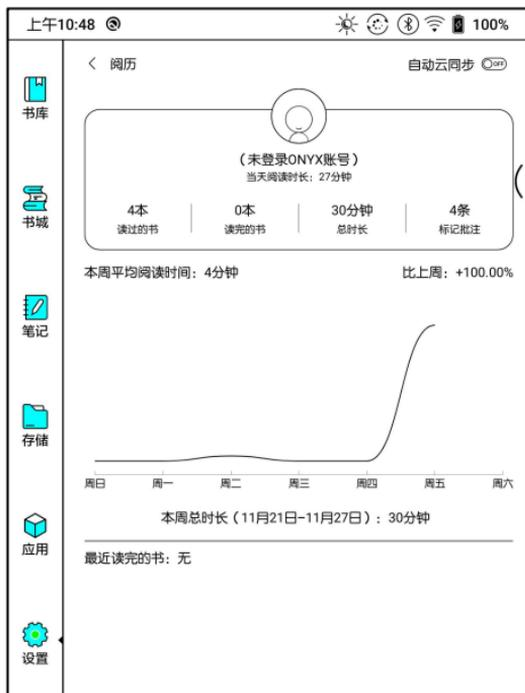 上午10:48 100%
< 阅历 自动云同步 OFF
书库
书城
笔记
存储
应用
设置
(未登录ONYX账号)
当天阅读时长：27分钟
4本 0本 30分钟 4条
读过的书 读完的书 总时长 标记批注
本周平均阅读时间：4分钟 比上周：+100.00%
周日 周一 周二 周三 周四 周五 周六
本周总时长(11月21日-11月27日)：30分钟
最近读完的书：无